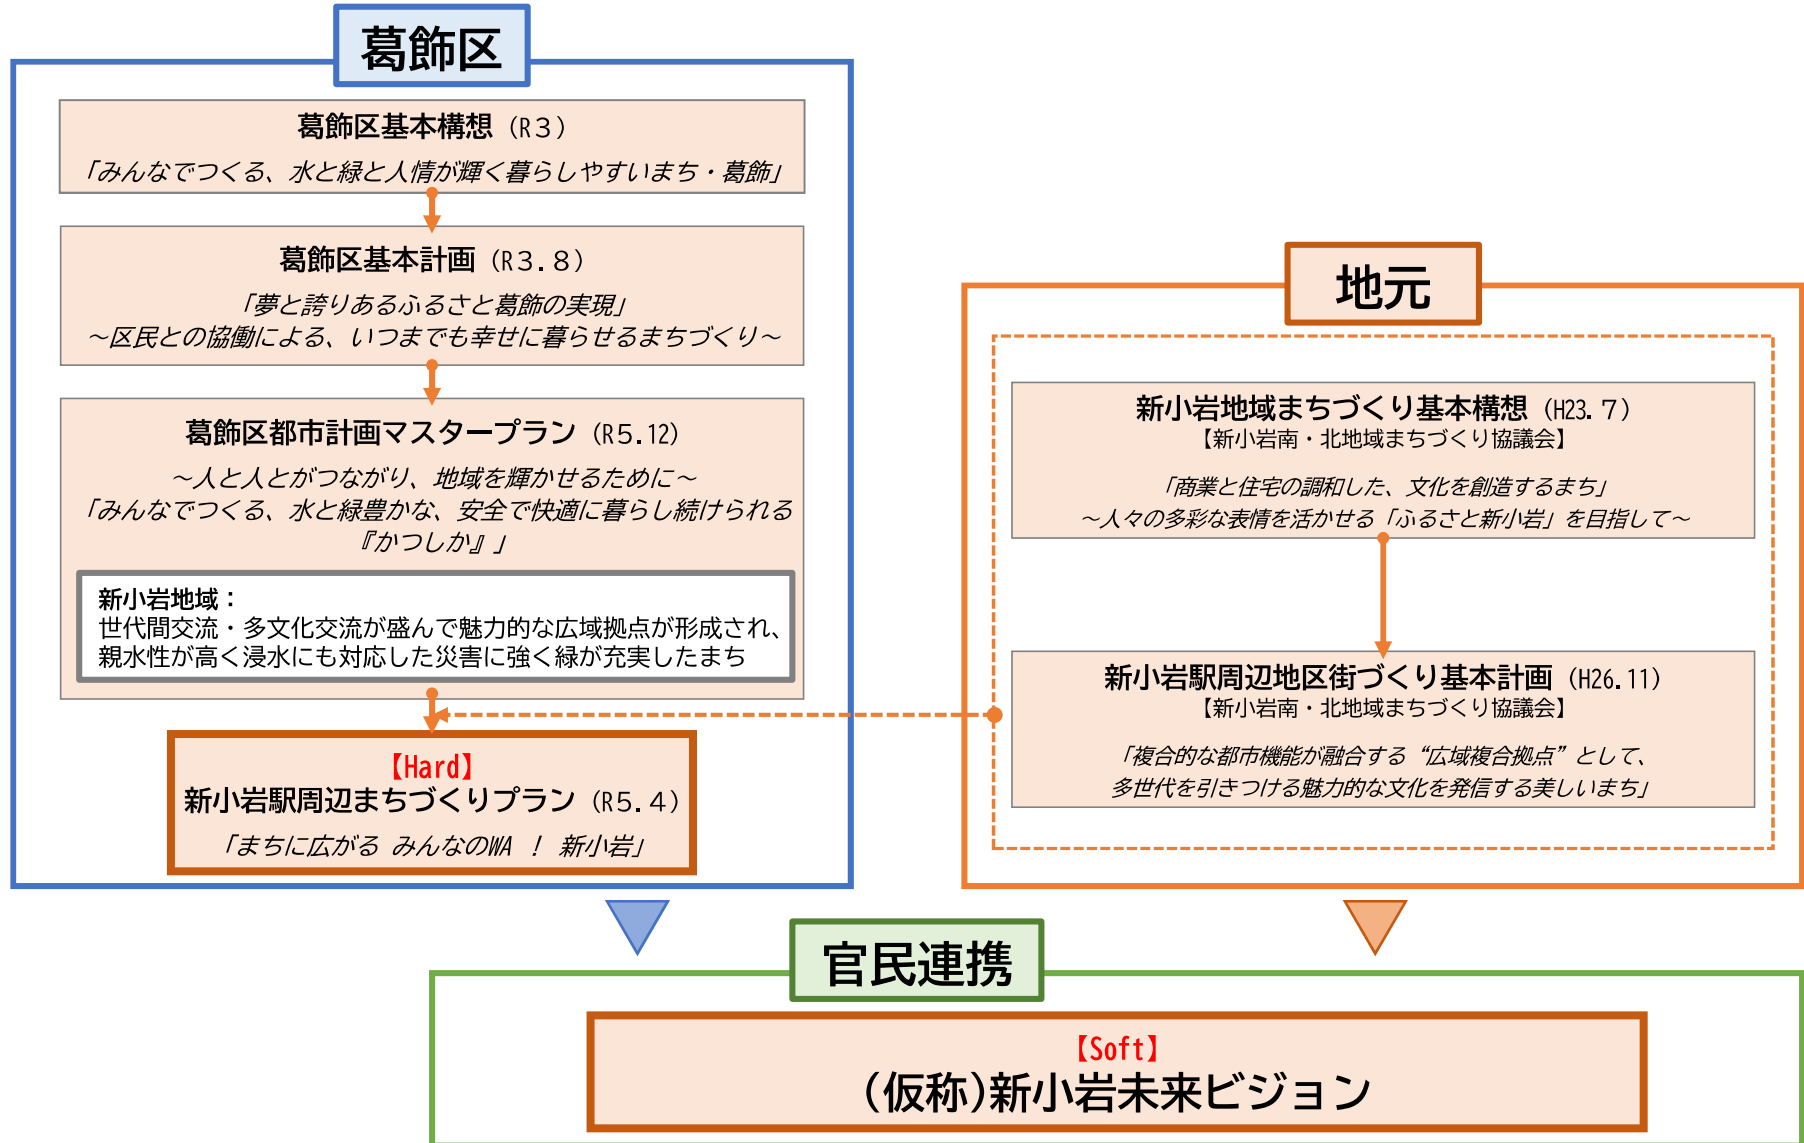 葛飾区
葛飾区基本構想（R3）
「みんなでつくる、水と緑と人情が輝く暮らしやすいまち・葛飾」
葛飾区基本計画（R3.8）
「夢と誇りあるふるさと葛飾の実現」
～区民との協働による、いつまでも幸せに暮らせるまちづくり～
葛飾区都市計画マスタープラン（R5.12）
～人と人とがつながり、地域を輝かせるために～
「みんなでつくる、水と緑豊かな、安全で快適に暮らし続けられる
『かつしか』」
新小岩地域：
世代間交流・多文化交流が盛んで魅力的な広域拠点が形成され、
親水性が高く浸水にも対応した災害に強く緑が充実したまち
【Hard】
新小岩駅周辺まちづくりプラン（R5.4）
「まちに広がる みんなのWA ！ 新小岩」
地元
新小岩地域まちづくり基本構想（H23.7）
【新小岩南・北地域まちづくり協議会】
「商業と住宅の調和した、文化を創造するまち」
～人々の多彩な表情を活かせる「ふるさと新小岩」を目指して～
新小岩駅周辺地区街づくり基本計画（H26.11）
【新小岩南・北地域まちづくり協議会】
「複合的な都市機能が融合する“広域複合拠点”として、
多世代を引きつける魅力的な文化を発信する美しいまち」
官民連携
【Soft】
(仮称)新小岩未来ビジョン